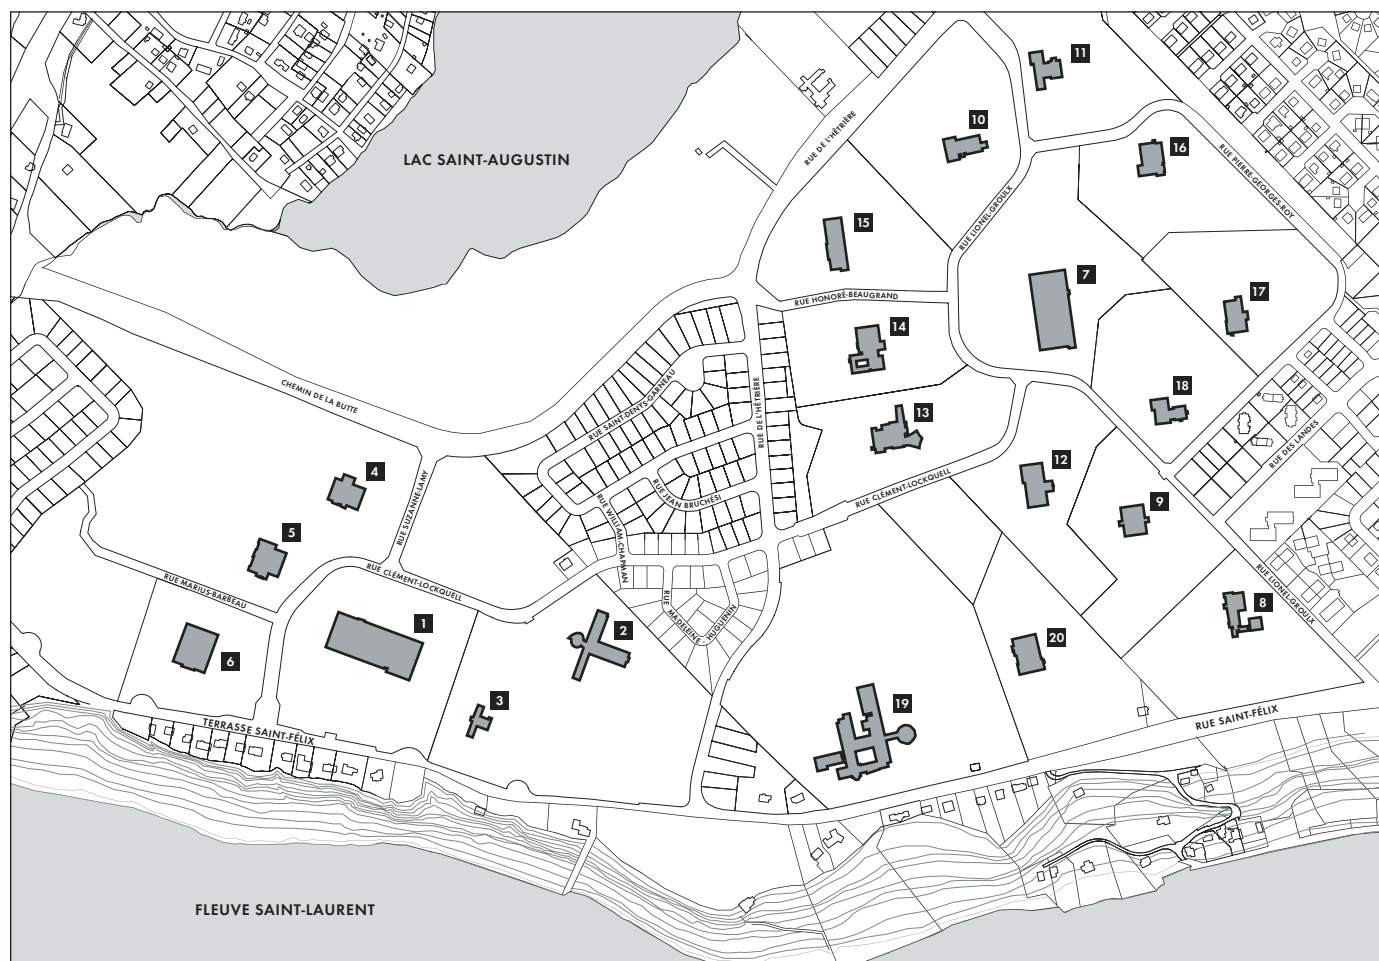 11
10
RUE DE L'HÊTRIÈRE
LAC SAINT-AUGUSTIN
16
RUE PIERRE-GEORGES-ROY
RUE LIONEL-GROULX
15
7
17
RUE HONORÉ-BEAUGRAND
14
CHEMIN DE LA BUTTE
RUE SAINT-DENYS-GARNEAU
RUE DE L'HÊTRIÈRE
18
13
RUE DES LANDES
4
12
RUE SUZANNE-LAMY
RUE JEAN BRUCHÉSI
RUE CLÉMENT-LOCKQUELL
9
RUE WILLIAM-CHAPMAN
5
RUE MARIUS-BARBEAU
RUE CLÉMENT-LOCKQUELL
RUE LIONEL-GROULX
8
RUE MADELEINE - HUGUENIN
1
2
20
6
3
19
RUE SAINT-FÉLIX
TERRASSE SAINT-FÉLIX
FLEUVE SAINT-LAURENT